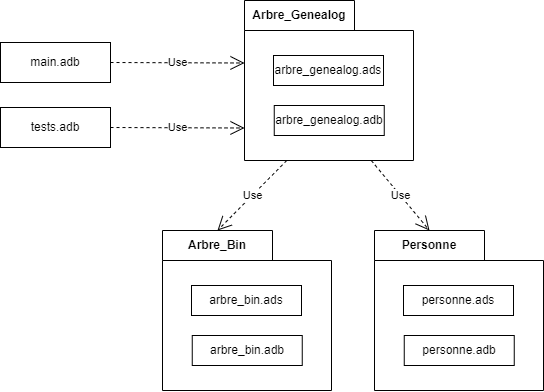 Arbre_Genealog
main.adb
Use
arbre_genealog.ads
tests.adb
Use
arbre_genealog.adb
Use
Use
Arbre_Bin
Personne
arbre_bin.ads
personne.ads
arbre_bin.adb
personne.adb